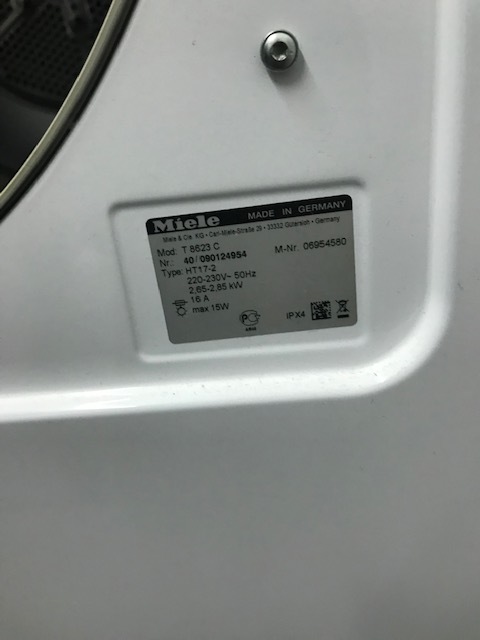 Miele MADE IN GERMANY
Miele & Cie. KG • Carl-Miele-Straße 29 • 33332 Gütersloh • Germany
Mod: T 8623 C
Nr.: 40/090124954 M-Nr. 06954580
Type: HT17-2
220-230V~ 50Hz
2,65-2,85 kW
16 A
max 15W IPX4